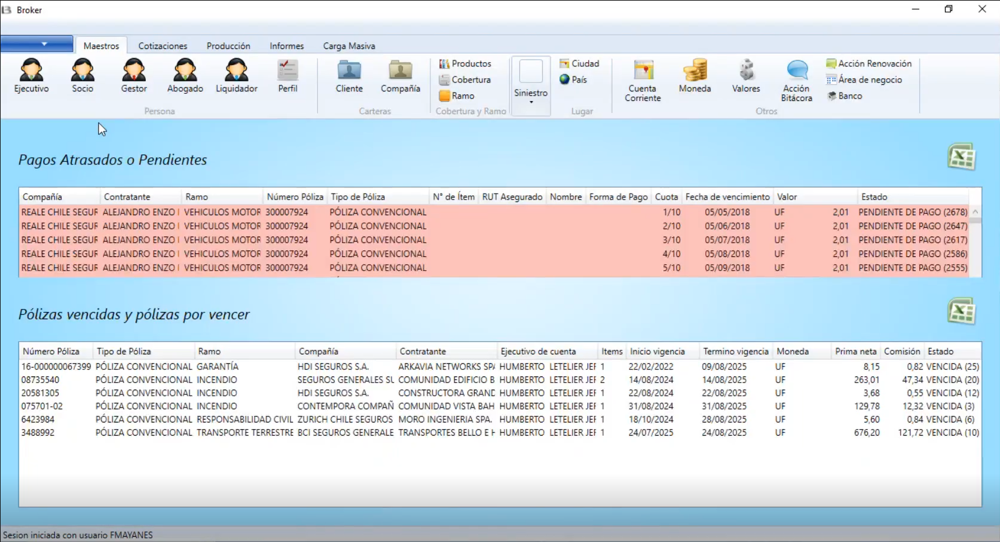 Broker
Maestros Cotizaciones Producción Informes Carga Masiva
Ejecutivo Socio Gestor Abogado Liquidador Perfil
Persona
Cliente Compañía
Carteras
Productos
Cobertura
Ramo
Cobertura y Ramo
Siniestro
Ciudad
País
Lugar
Cuenta Corriente Moneda Valores Acción Bitácora
Acción Renovación
Área de negocio
Banco
Otros
Pagos Atrasados o Pendientes
Compañía Contratante Ramo Número Póliza Tipo de Póliza N° de Ítem RUT Asegurado Nombre Forma de Pago Cuota Fecha de vencimiento Valor Estado
REALE CHILE SEGUR ALEJANDRO ENZO VEHICULOS MOTOR 300007924 PÓLIZA CONVENCIONAL 1/10 05/05/2018 UF 2,01 PENDIENTE DE PAGO (2678)
REALE CHILE SEGUR ALEJANDRO ENZO VEHICULOS MOTOR 300007924 PÓLIZA CONVENCIONAL 2/10 05/06/2018 UF 2,01 PENDIENTE DE PAGO (2647)
REALE CHILE SEGUR ALEJANDRO ENZO VEHICULOS MOTOR 300007924 PÓLIZA CONVENCIONAL 3/10 05/07/2018 UF 2,01 PENDIENTE DE PAGO (2617)
REALE CHILE SEGUR ALEJANDRO ENZO VEHICULOS MOTOR 300007924 PÓLIZA CONVENCIONAL 4/10 05/08/2018 UF 2,01 PENDIENTE DE PAGO (2586)
REALE CHILE SEGUR ALEJANDRO ENZO VEHICULOS MOTOR 300007924 PÓLIZA CONVENCIONAL 5/10 05/09/2018 UF 2,01 PENDIENTE DE PAGO (2555)
Pólizas vencidas y pólizas por vencer
Número Póliza Tipo de Póliza Ramo Compañía Contratante Ejecutivo de cuenta Items Inicio vigencia Termino vigencia Moneda Prima neta Comisión Estado
16-000000067399 PÓLIZA CONVENCIONAL GARANTÍA HDI SEGUROS S.A. ARKAVIA NETWORKS SPA HUMBERTO LETELIER JEF 1 22/02/2022 09/08/2025 UF 8,15 0,82 VENCIDA (25)
08735540 PÓLIZA CONVENCIONAL INCENDIO SEGUROS GENERALES SU COMUNIDAD EDIFICIO B HUMBERTO LETELIER JEF 2 14/08/2024 14/08/2025 UF 263,01 47,34 VENCIDA (20)
20581305 PÓLIZA CONVENCIONAL INCENDIO HDI SEGUROS S.A. CONSTRUCTORA GRAND HUMBERTO LETELIER JEF 1 22/08/2024 22/08/2025 UF 3,68 0,55 VENCIDA (12)
075701-02 PÓLIZA CONVENCIONAL INCENDIO CONTEMPORA COMPAÑ COMUNIDAD VISTA BAH HUMBERTO LETELIER JEF 1 31/08/2024 31/08/2025 UF 129,78 12,32 VENCIDA (3)
6423984 PÓLIZA CONVENCIONAL RESPONSABILIDAD CIVIL ZURICH CHILE SEGUROS MORO INGENIERIA SPA. HUMBERTO LETELIER JEF 1 18/10/2024 28/08/2025 UF 5,60 0,84 VENCIDA (6)
3488992 PÓLIZA CONVENCIONAL TRANSPORTE TERRESTRE BCI SEGUROS GENERALE TRANSPORTES BELLO E H HUMBERTO LETELIER JEF 1 24/07/2025 24/08/2025 UF 676,20 121,72 VENCIDA (10)
Sesion iniciada con usuario FMAYANES